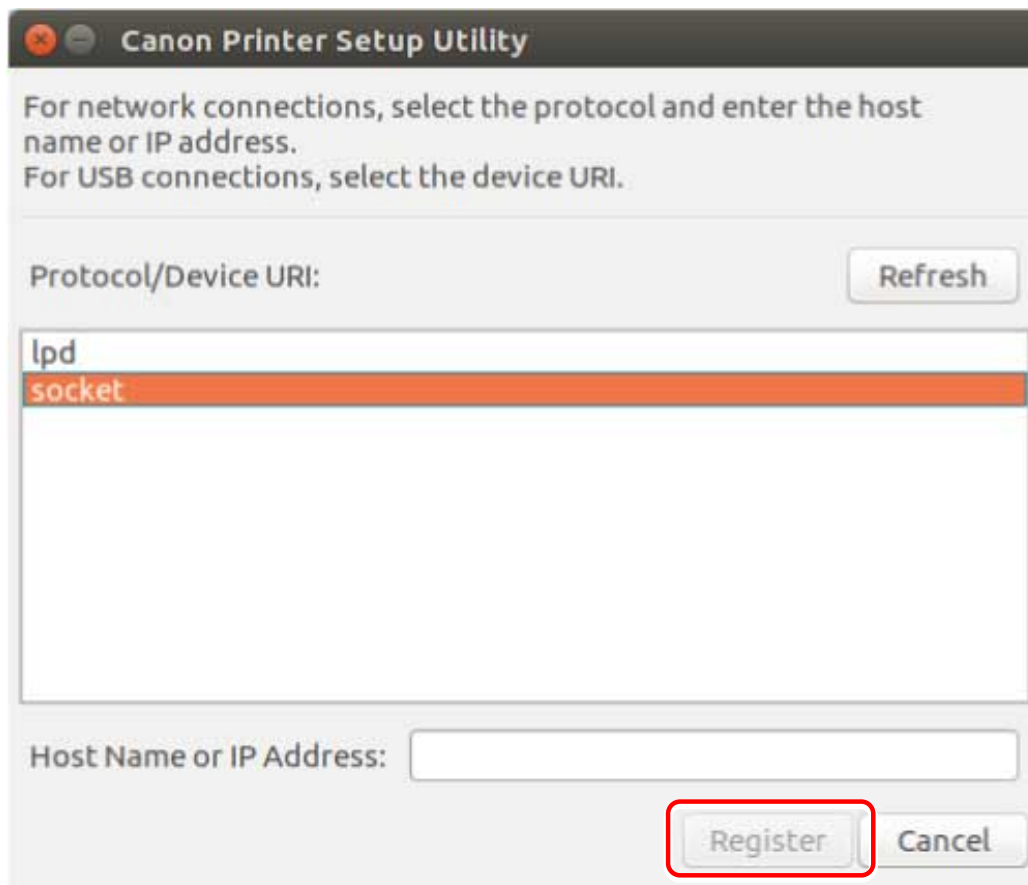 Canon Printer Setup Utility
For network connections, select the protocol and enter the host
name or IP address.
For USB connections, select the device URI.
Protocol/Device URI:
Refresh
lpd
socket
Host Name or IP Address:
Register
Cancel